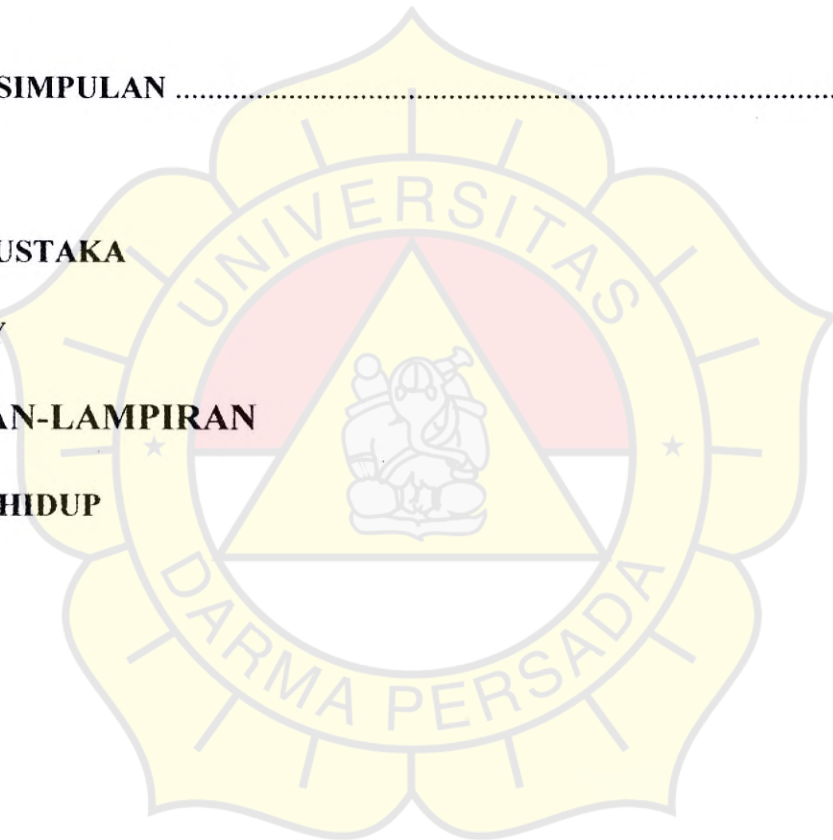 SIMPULAN ........................................................................................
USTAKA
AN-LAMPIRAN
HIDUP
UNIVERSITAS
DARMA PERSADA